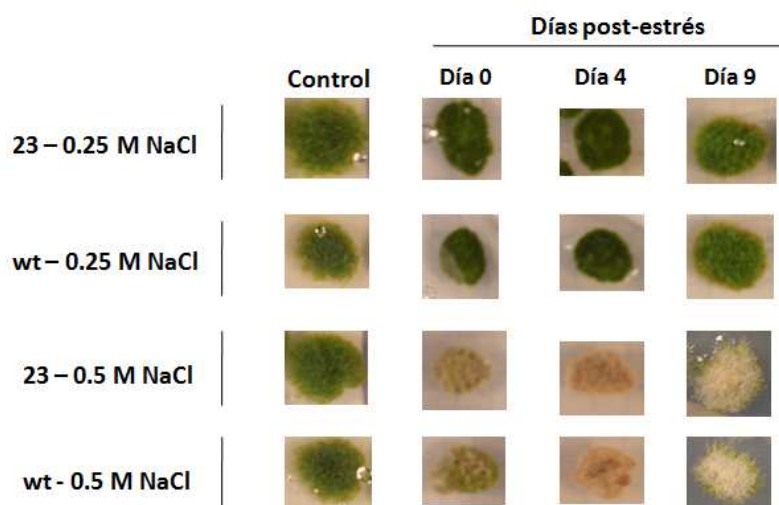 Días post-estrés
Control Día 0 Día 4 Día 9
23 – 0.25 M NaCl
wt – 0.25 M NaCl
23 – 0.5 M NaCl
wt - 0.5 M NaCl